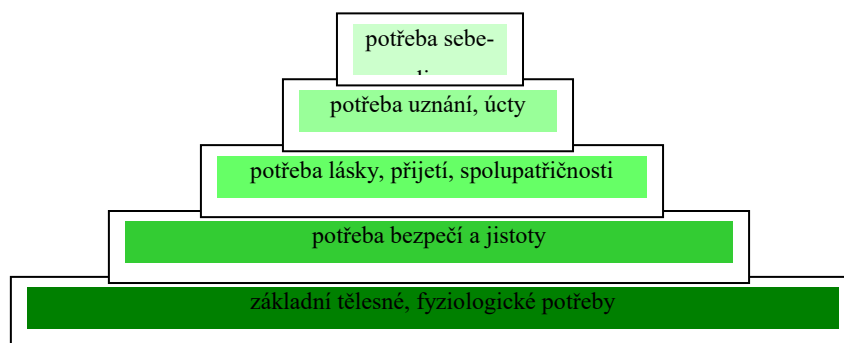 potřeba sebe-
potřeba uznání, úcty
potřeba lásky, přijetí, spolupatřičnosti
potřeba bezpečí a jistoty
základní tělesné, fyziologické potřeby